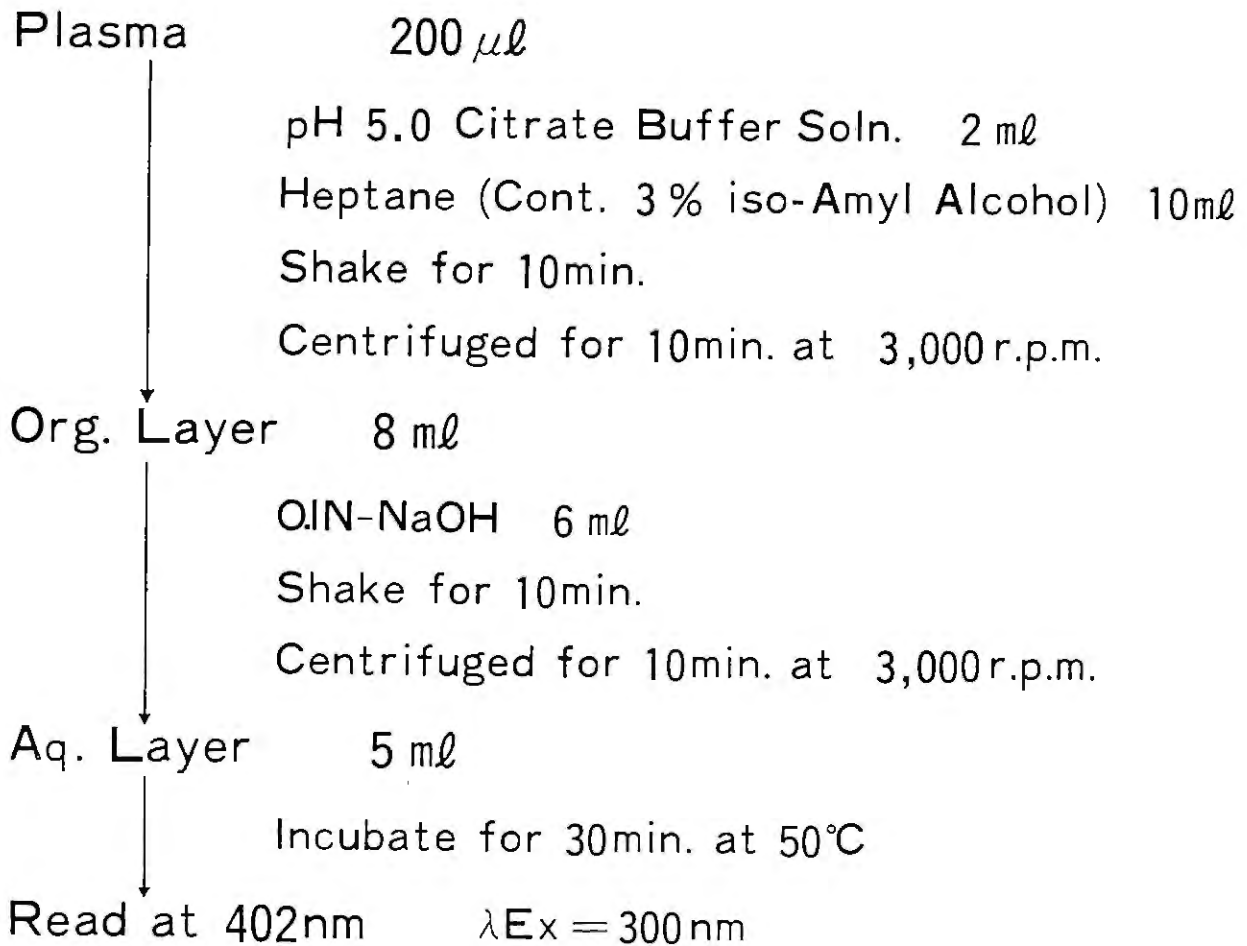 Plasma 200 μℓ
pH 5.0 Citrate Buffer Soln. 2 mℓ
Heptane (Cont. 3% iso-Amyl Alcohol) 10mℓ
Shake for 10min.
Centrifuged for 10min. at 3,000 r.p.m.
Org. Layer 8 mℓ
0.1N-NaOH 6 mℓ
Shake for 10min.
Centrifuged for 10min. at 3,000 r.p.m.
Aq. Layer 5 mℓ
Incubate for 30min. at 50℃
Read at 402nm λEx = 300nm